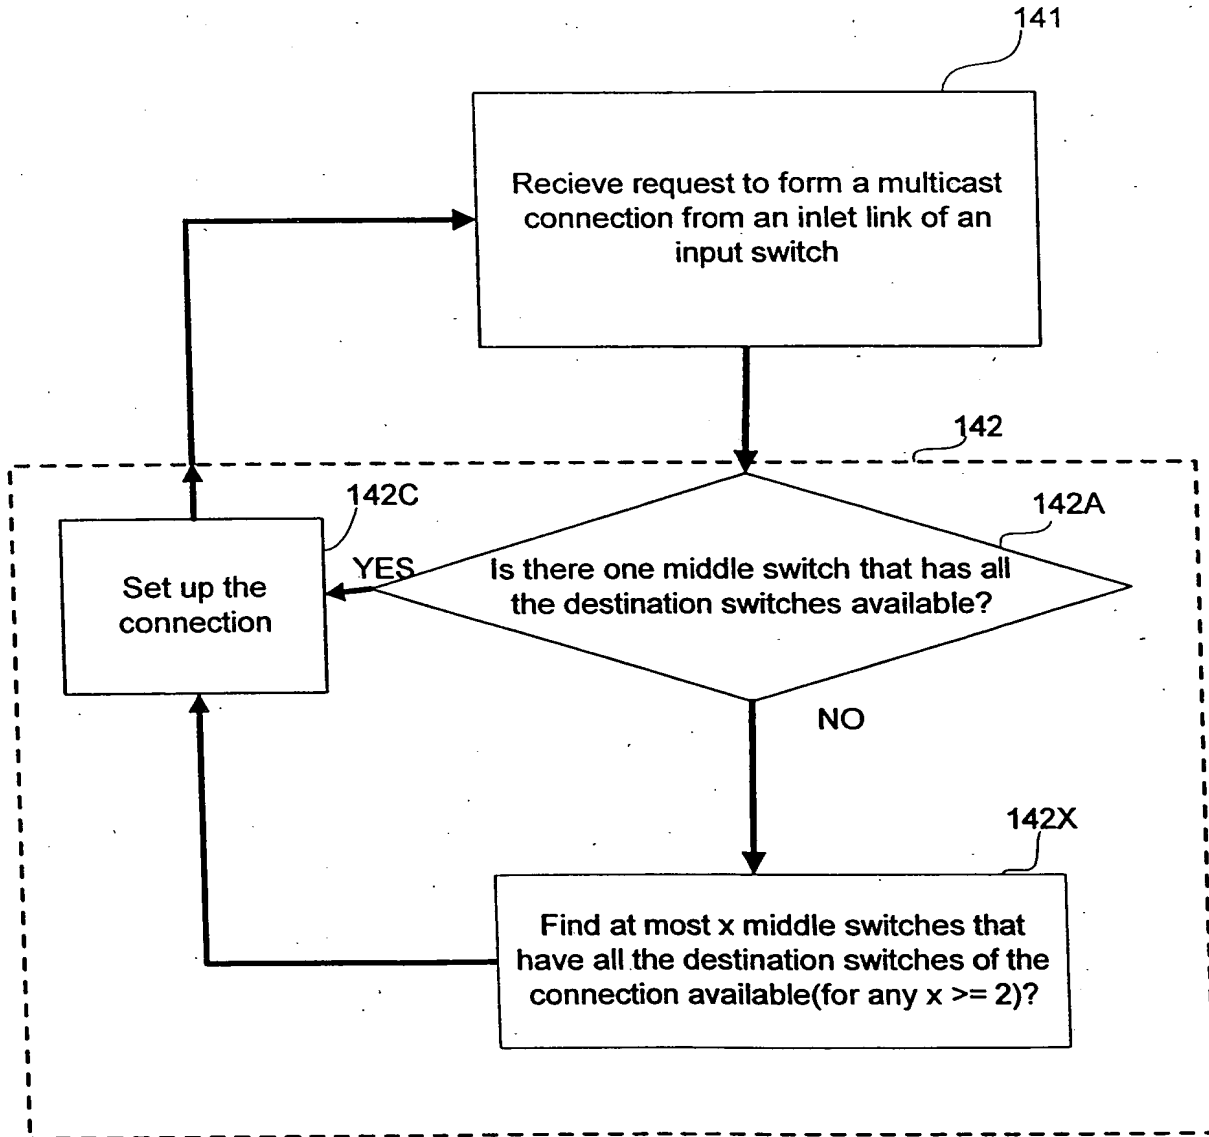 141
Recieve request to form a multicast
connection from an inlet link of an
input switch
142
142C
142A
Set up the
connection
YES
Is there one middle switch that has all
the destination switches available?
NO
142X
Find at most x middle switches that
have all the destination switches of the
connection available(for any x >= 2)?